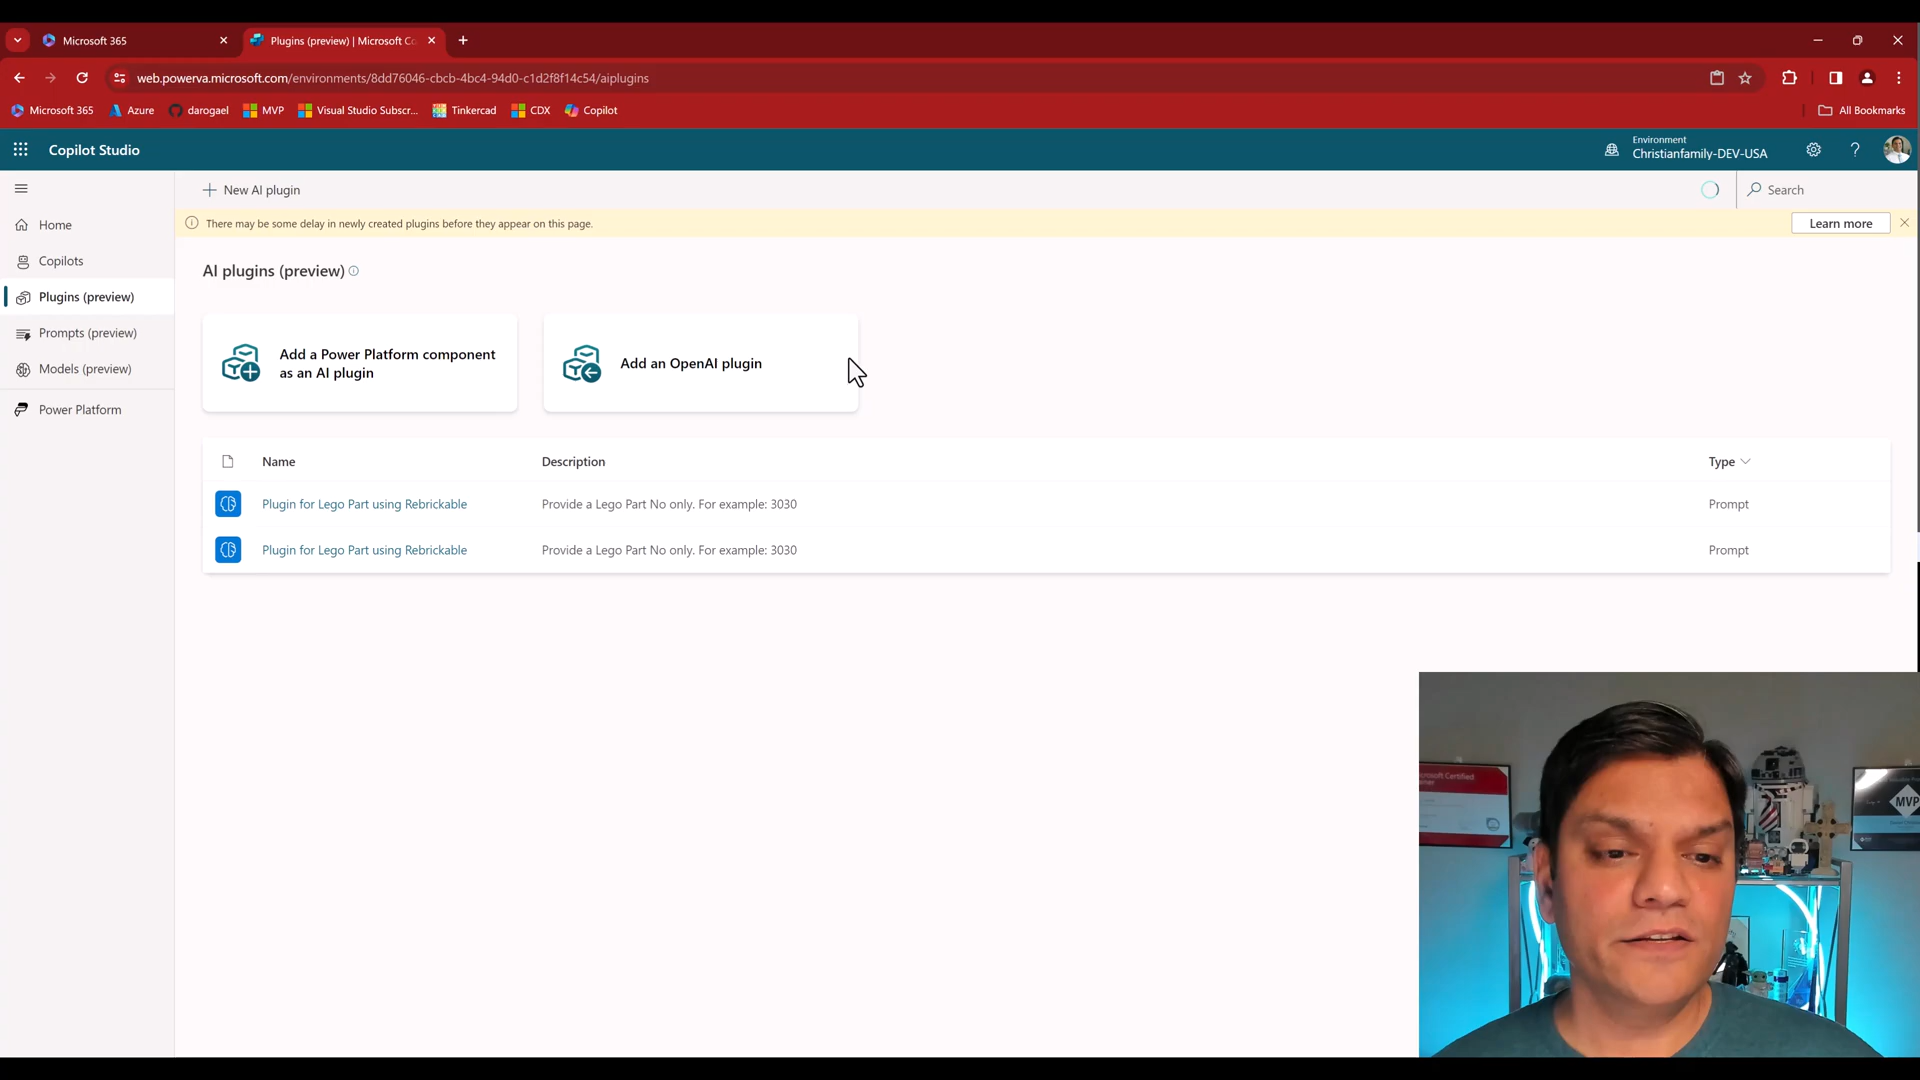 Microsoft 365
Plugins (preview) | Microsoft Co
web.powerva.microsoft.com/environments/8dd76046-cbcb-4bc4-94d0-c1d2f8f14c54/aiplugins
Microsoft 365
Azure
darogael
MVP
Visual Studio Subscr...
Tinkercad
CDX
Copilot
All Bookmarks
Copilot Studio
Environment
Christianfamily-DEV-USA
New AI plugin
Search
Home
There may be some delay in newly created plugins before they appear on this page.
Learn more
Copilots
AI plugins (preview)
Plugins (preview)
Prompts (preview)
Models (preview)
Power Platform
Add a Power Platform component
as an AI plugin
Add an OpenAI plugin
Name
Description
Type
Plugin for Lego Part using Rebrickable
Provide a Lego Part No only. For example: 3030
Prompt
Plugin for Lego Part using Rebrickable
Provide a Lego Part No only. For example: 3030
Prompt
MVP